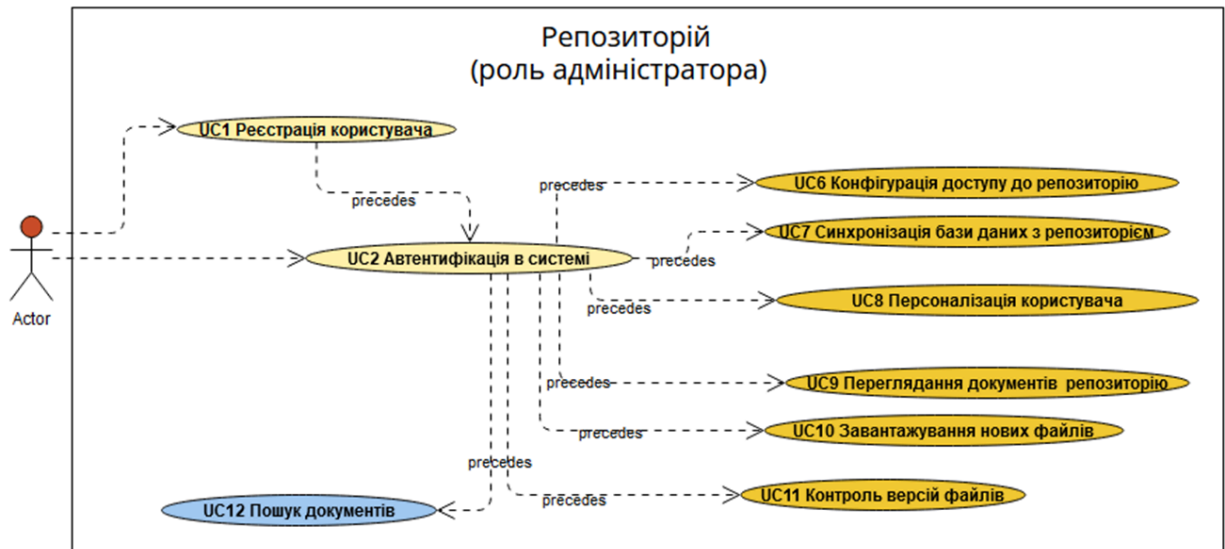 Репозиторій
(роль адміністратора)
UC1 Реєстрація користувача
precedes
UC6 Конфігурація доступу до репозиторію
precedes
UC7 Синхронізація бази даних з репозиторієм
UC2 Автентифікація в системі
precedes
UC8 Персоналізація користувача
precedes
Actor
UC9 Переглядання документів репозиторію
precedes
UC10 Завантажування нових файлів
precedes
precedes
UC11 Контроль версій файлів
precedes
UC12 Пошук документів